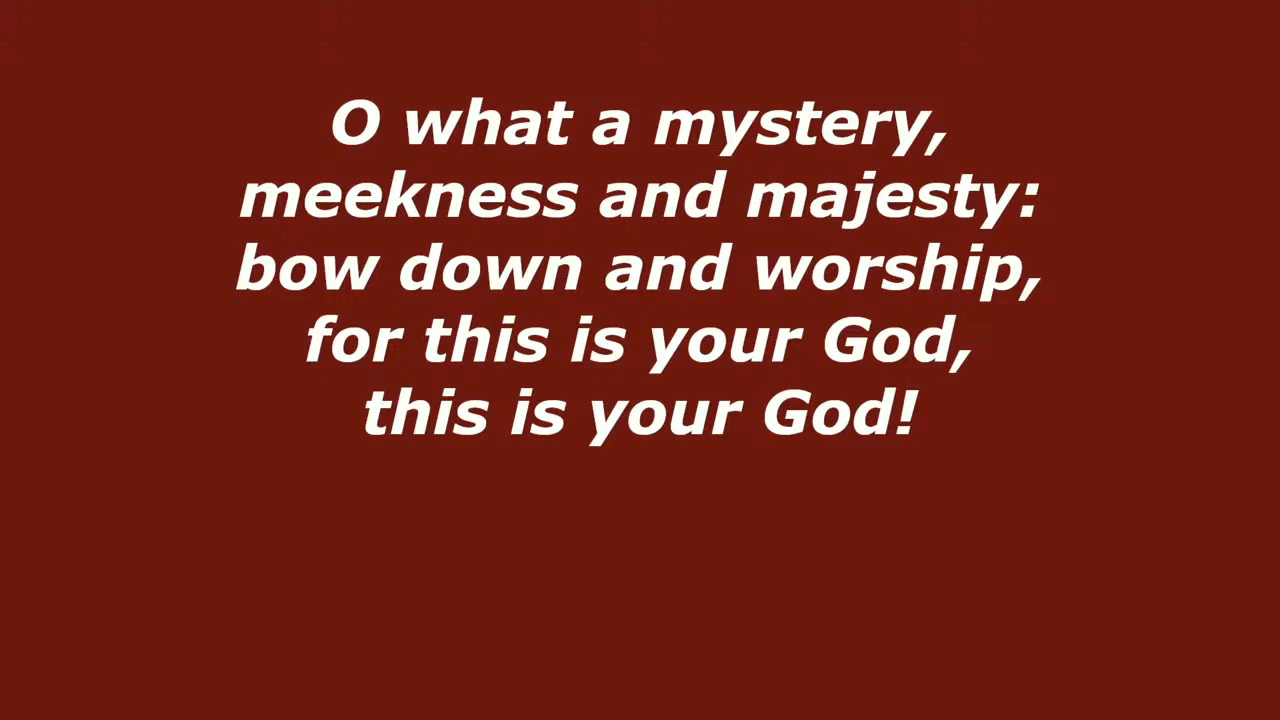 O what a mystery,
meekness and majesty:
bow down and worship,
for this is your God,
this is your God!